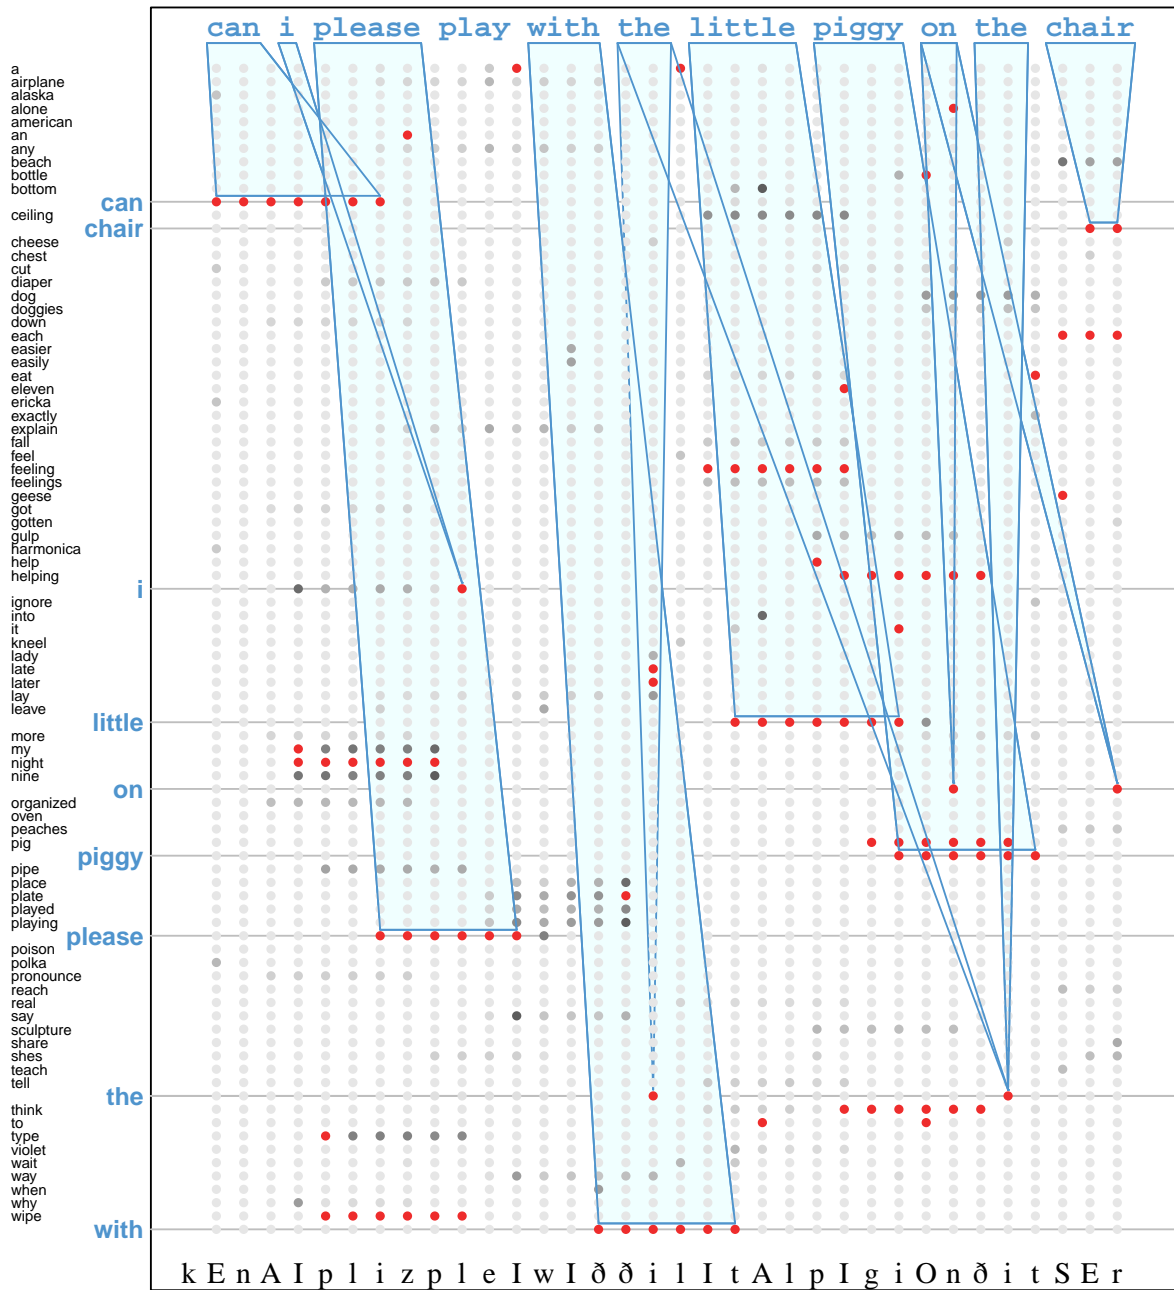 can i please play with the little piggy on the chair
a
airplane
alaska
alone
american
an
any
beach
bottle
bottom
can
ceiling
chair
cheese
chest
cut
diaper
dog
doggies
down
each
easier
easily
eat
eleven
ericka
exactly
explain
fall
feel
feeling
feelings
geese
got
gotten
gulp
harmonica
help
helping
i
ignore
into
it
kneel
lady
late
later
lay
leave
little
more
my
night
nine
on
organized
oven
peaches
pig
piggy
pipe
place
plate
played
playing
please
poison
polka
pronounce
reach
real
say
sculpture
share
shes
teach
tell
the
think
to
type
violet
wait
way
when
why
wipe
with
k E n A I p l i z p l e I w I ð ð i l I t A l p I g i O n ð i t S E r